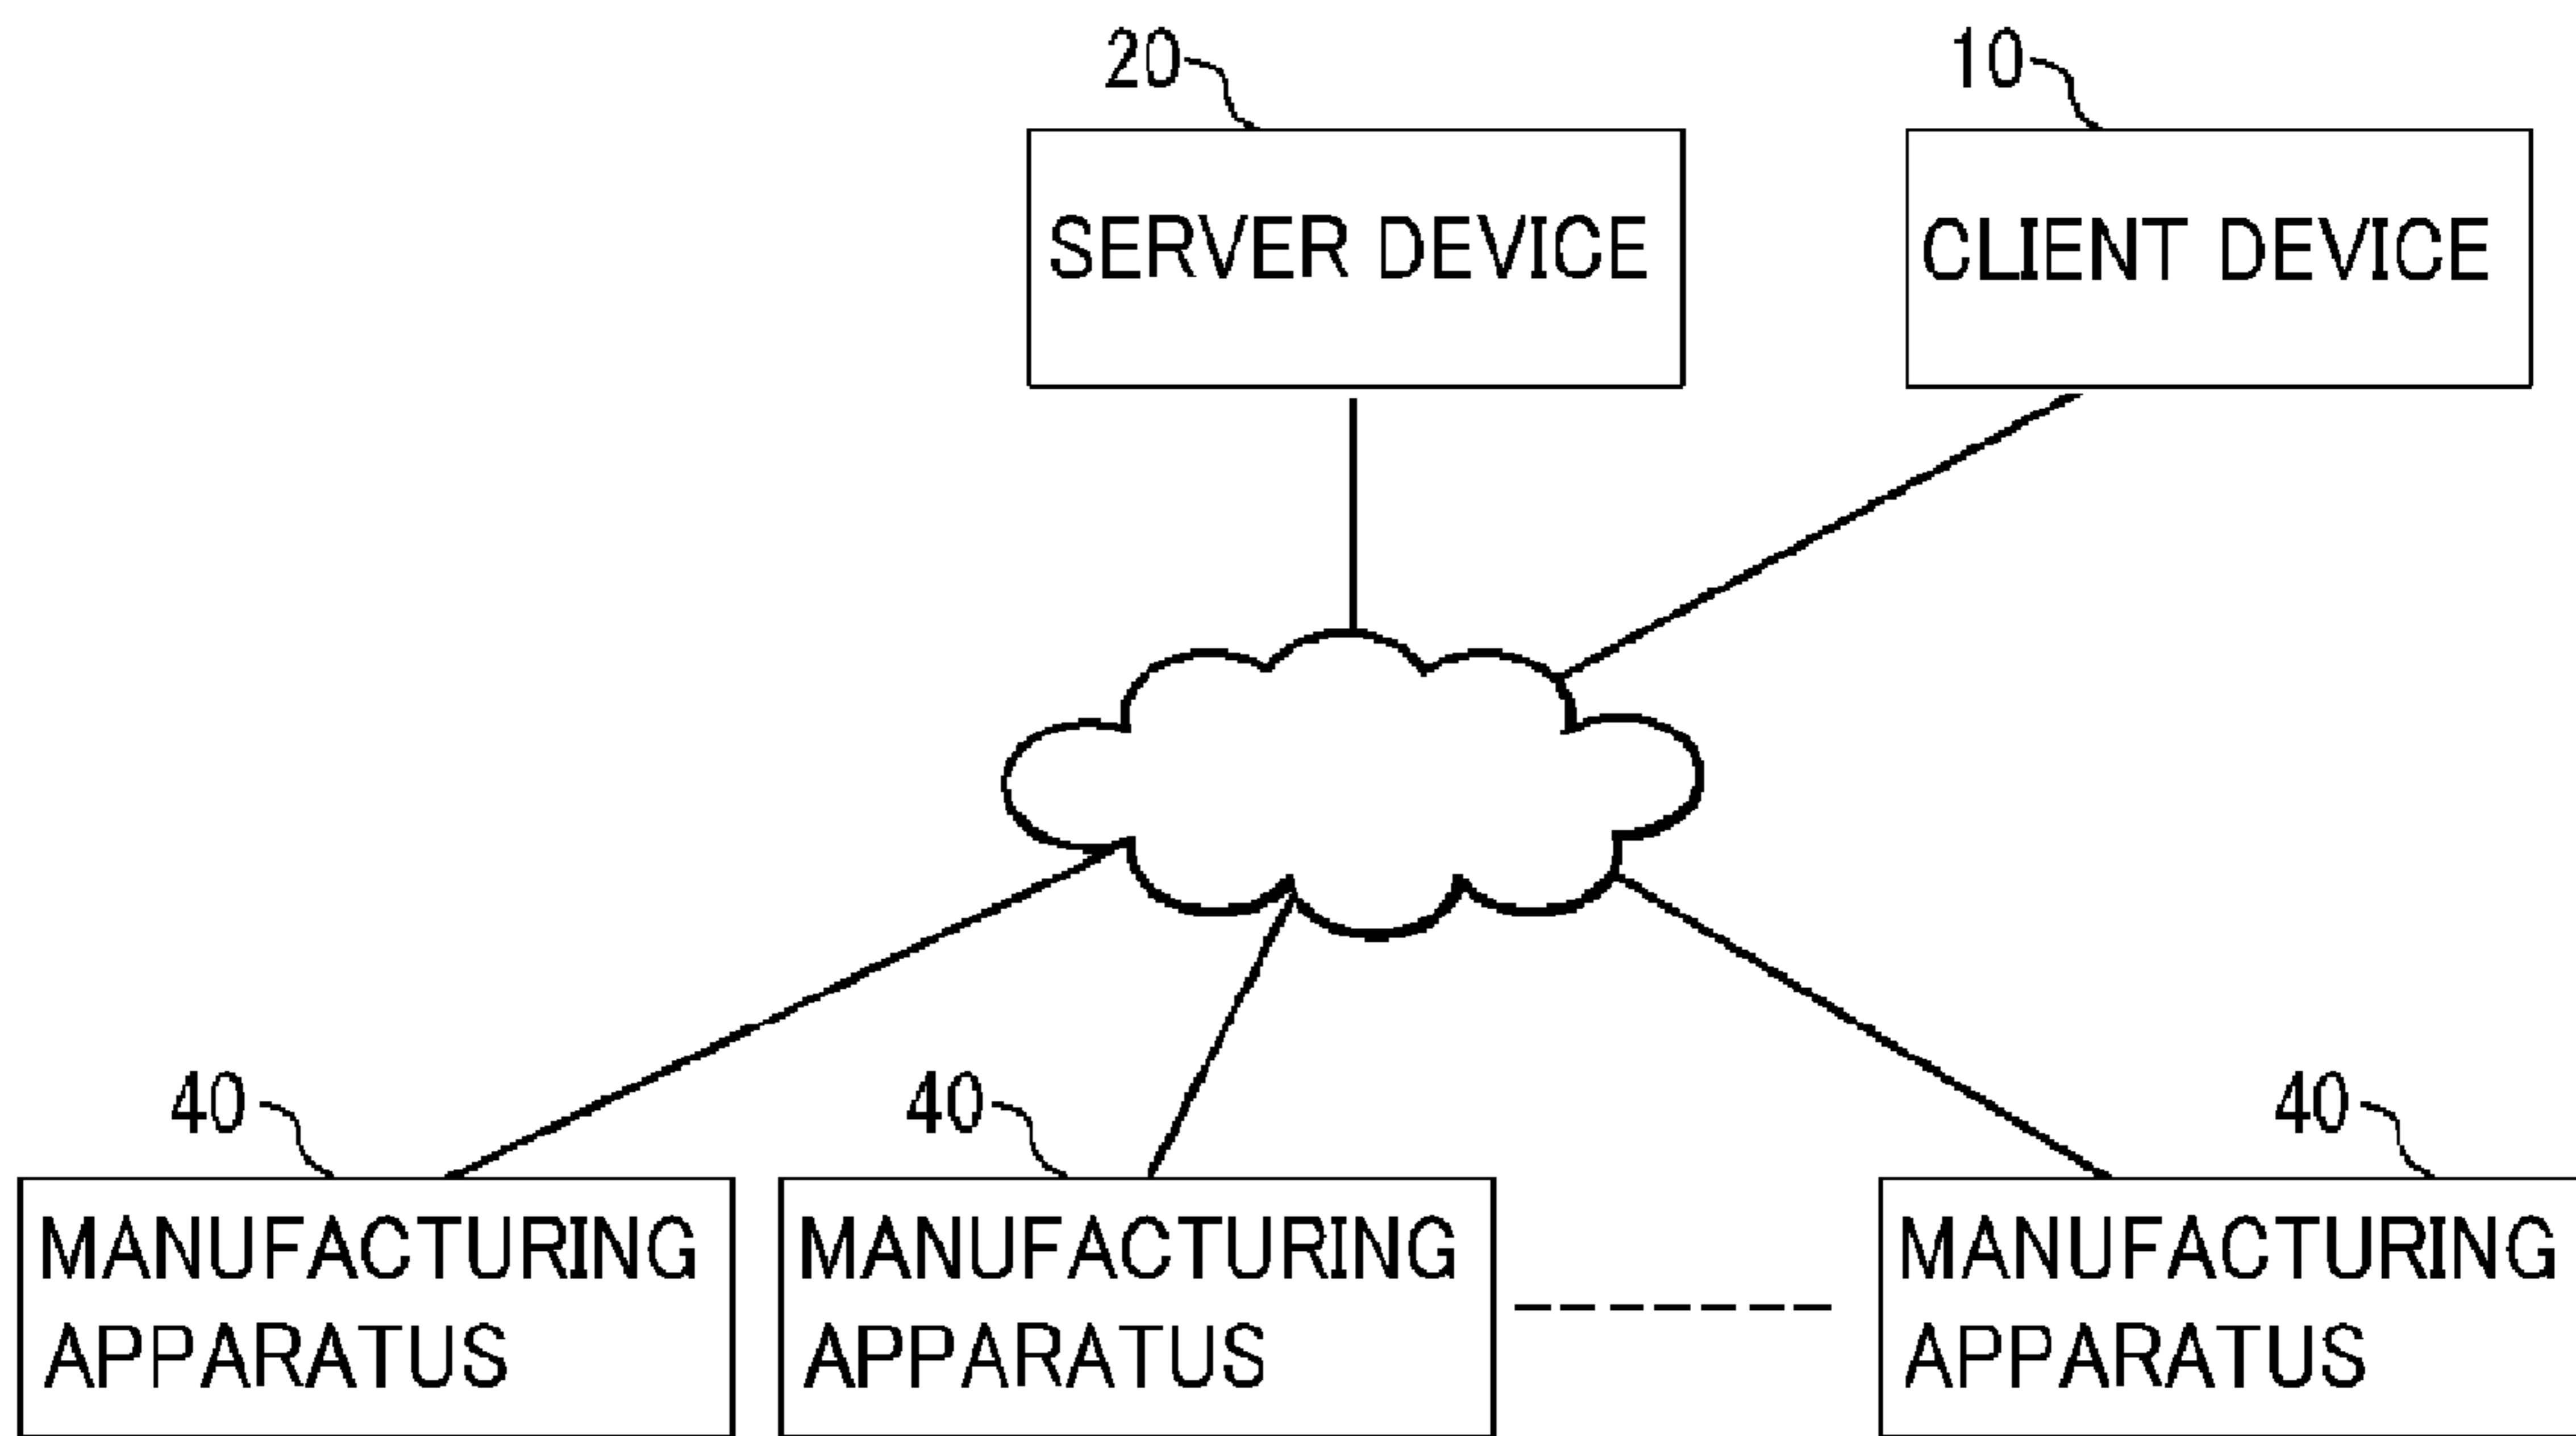 20
10
SERVER DEVICE
CLIENT DEVICE
40
40
40
MANUFACTURING
APPARATUS
MANUFACTURING
APPARATUS
MANUFACTURING
APPARATUS